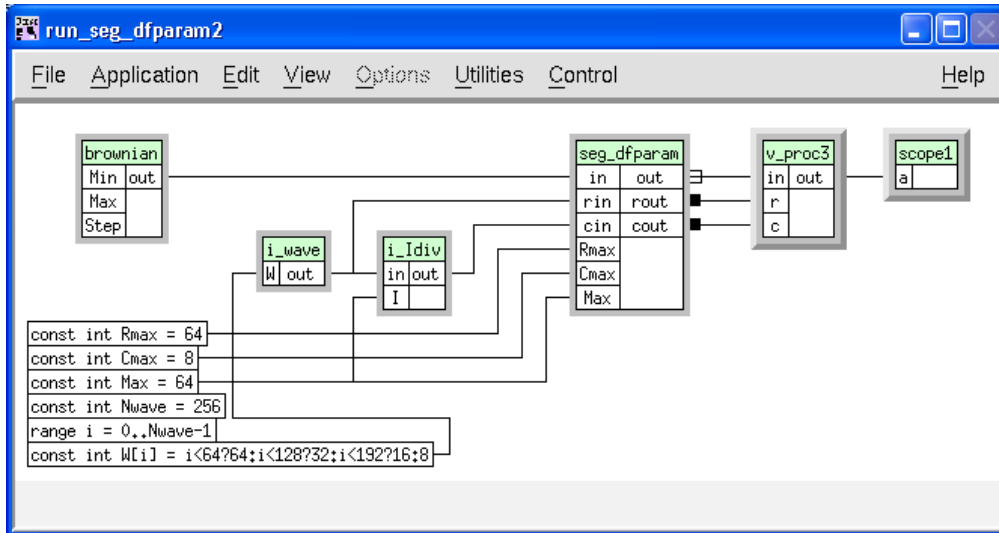 run_seg_dfparam2
File Application Edit View Options Utilities Control Help
brownian
Min out
Max
Step
i_wave
W out
i_Idiv
in out
I
seg_dfparam
in out
rin rout
cin cout
Rmax
Cmax
Max
v_proc3
in out
r
c
scope1
a
const int Rmax = 64
const int Cmax = 8
const int Max = 64
const int Nwave = 256
range i = 0..Nwave-1
const int W[i] = i<64?64:i<128?32:i<192?16:8